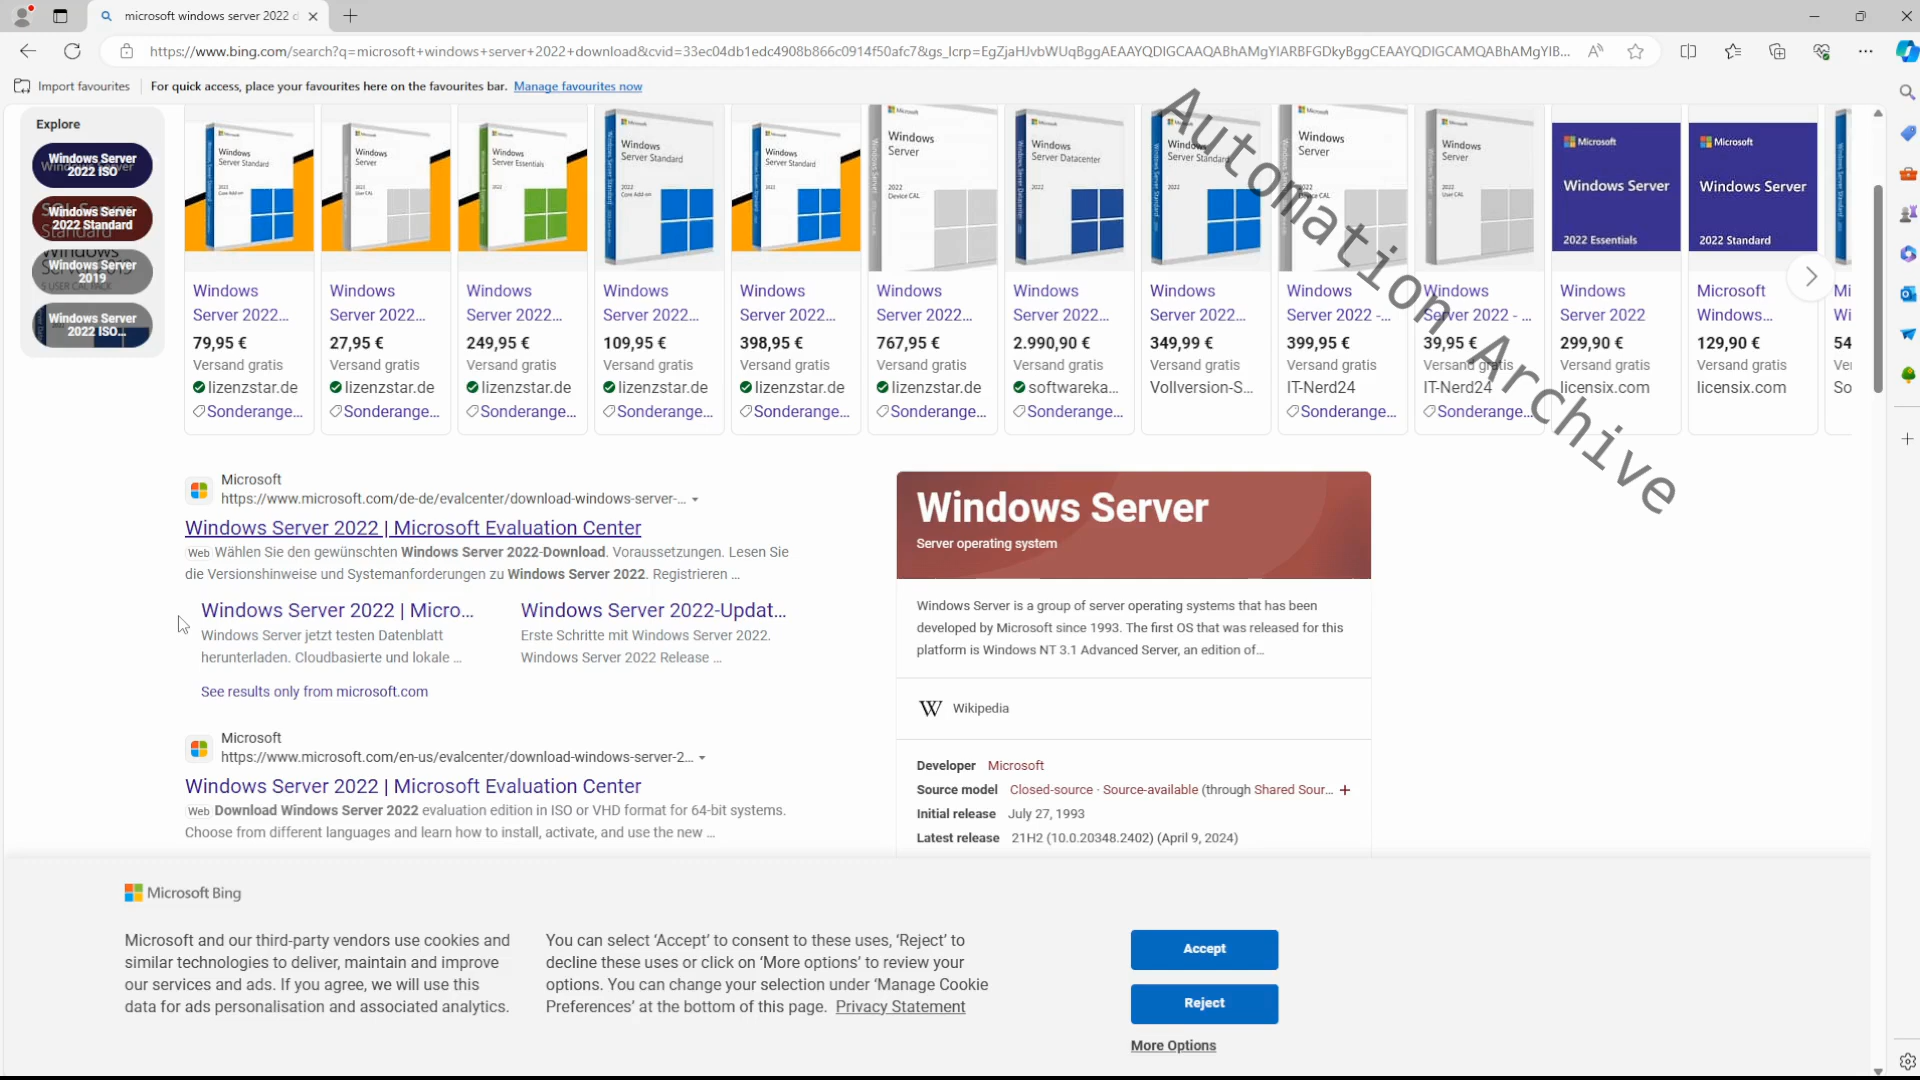 microsoft windows server 2022 d
https://www.bing.com/search?q=microsoft+windows+server+2022+download&cvid=33ec04db1edc4908b866c0914f50afc7&gs_lcrp=EgZjaHJvbWUqBggAEAAYQDIGCAAQABhAMgYIARBFGDkyBggCEAAYQDIGCAMQABhAMgYIB...
Import favourites
For quick access, place your favourites here on the favourites bar. Manage favourites now
Explore
Windows Server 2022 ISO
Windows Server 2022 Standard
Windows Server 2019
Windows Server 2022 ISO...
Windows Server 2022...
79,95 €
Versand gratis
lizenzstar.de
Sonderange...
Windows Server 2022...
27,95 €
Versand gratis
lizenzstar.de
Sonderange...
Windows Server 2022...
249,95 €
Versand gratis
lizenzstar.de
Sonderange...
Windows Server 2022...
109,95 €
Versand gratis
lizenzstar.de
Sonderange...
Windows Server 2022...
398,95 €
Versand gratis
lizenzstar.de
Sonderange...
Windows Server 2022...
767,95 €
Versand gratis
lizenzstar.de
Sonderange...
Windows Server 2022...
2.990,90 €
Versand gratis
softwareka...
Sonderange...
Windows Server 2022...
349,99 €
Versand gratis
Vollversion-S...
Windows Server 2022 -...
399,95 €
Versand gratis
IT-Nerd24
Sonderange...
Windows Server 2022 - ...
39,95 €
Versand gratis
IT-Nerd24
Sonderange...
Microsoft
Windows Server
2022 Essentials
Windows Server 2022
299,90 €
Versand gratis
licensix.com
Microsoft
Windows Server
2022 Standard
Microsoft Windows...
129,90 €
Versand gratis
licensix.com
Automation Archive
Microsoft
https://www.microsoft.com/de-de/evalcenter/download-windows-server-...
Windows Server 2022 | Microsoft Evaluation Center
Web Wählen Sie den gewünschten Windows Server 2022-Download. Voraussetzungen. Lesen Sie
die Versionshinweise und Systemanforderungen zu Windows Server 2022. Registrieren ...
Windows Server 2022 | Micro...
Windows Server jetzt testen Datenblatt
herunterladen. Cloudbasierte und lokale ...
Windows Server 2022-Updat...
Erste Schritte mit Windows Server 2022.
Windows Server 2022 Release ...
See results only from microsoft.com
Microsoft
https://www.microsoft.com/en-us/evalcenter/download-windows-server-2...
Windows Server 2022 | Microsoft Evaluation Center
Web Download Windows Server 2022 evaluation edition in ISO or VHD format for 64-bit systems.
Choose from different languages and learn how to install, activate, and use the new ...
Windows Server
Server operating system
Windows Server is a group of server operating systems that has been
developed by Microsoft since 1993. The first OS that was released for this
platform is Windows NT 3.1 Advanced Server, an edition of...
Wikipedia
Developer Microsoft
Source model Closed-source · Source-available (through Shared Sour... +
Initial release July 27, 1993
Latest release 21H2 (10.0.20348.2402) (April 9, 2024)
Microsoft Bing
Microsoft and our third-party vendors use cookies and
similar technologies to deliver, maintain and improve
our services and ads. If you agree, we will use this
data for ads personalisation and associated analytics.
You can select ‘Accept’ to consent to these uses, ‘Reject’ to
decline these uses or click on ‘More options’ to review your
options. You can change your selection under ‘Manage Cookie
Preferences’ at the bottom of this page. Privacy Statement
Accept
Reject
More Options